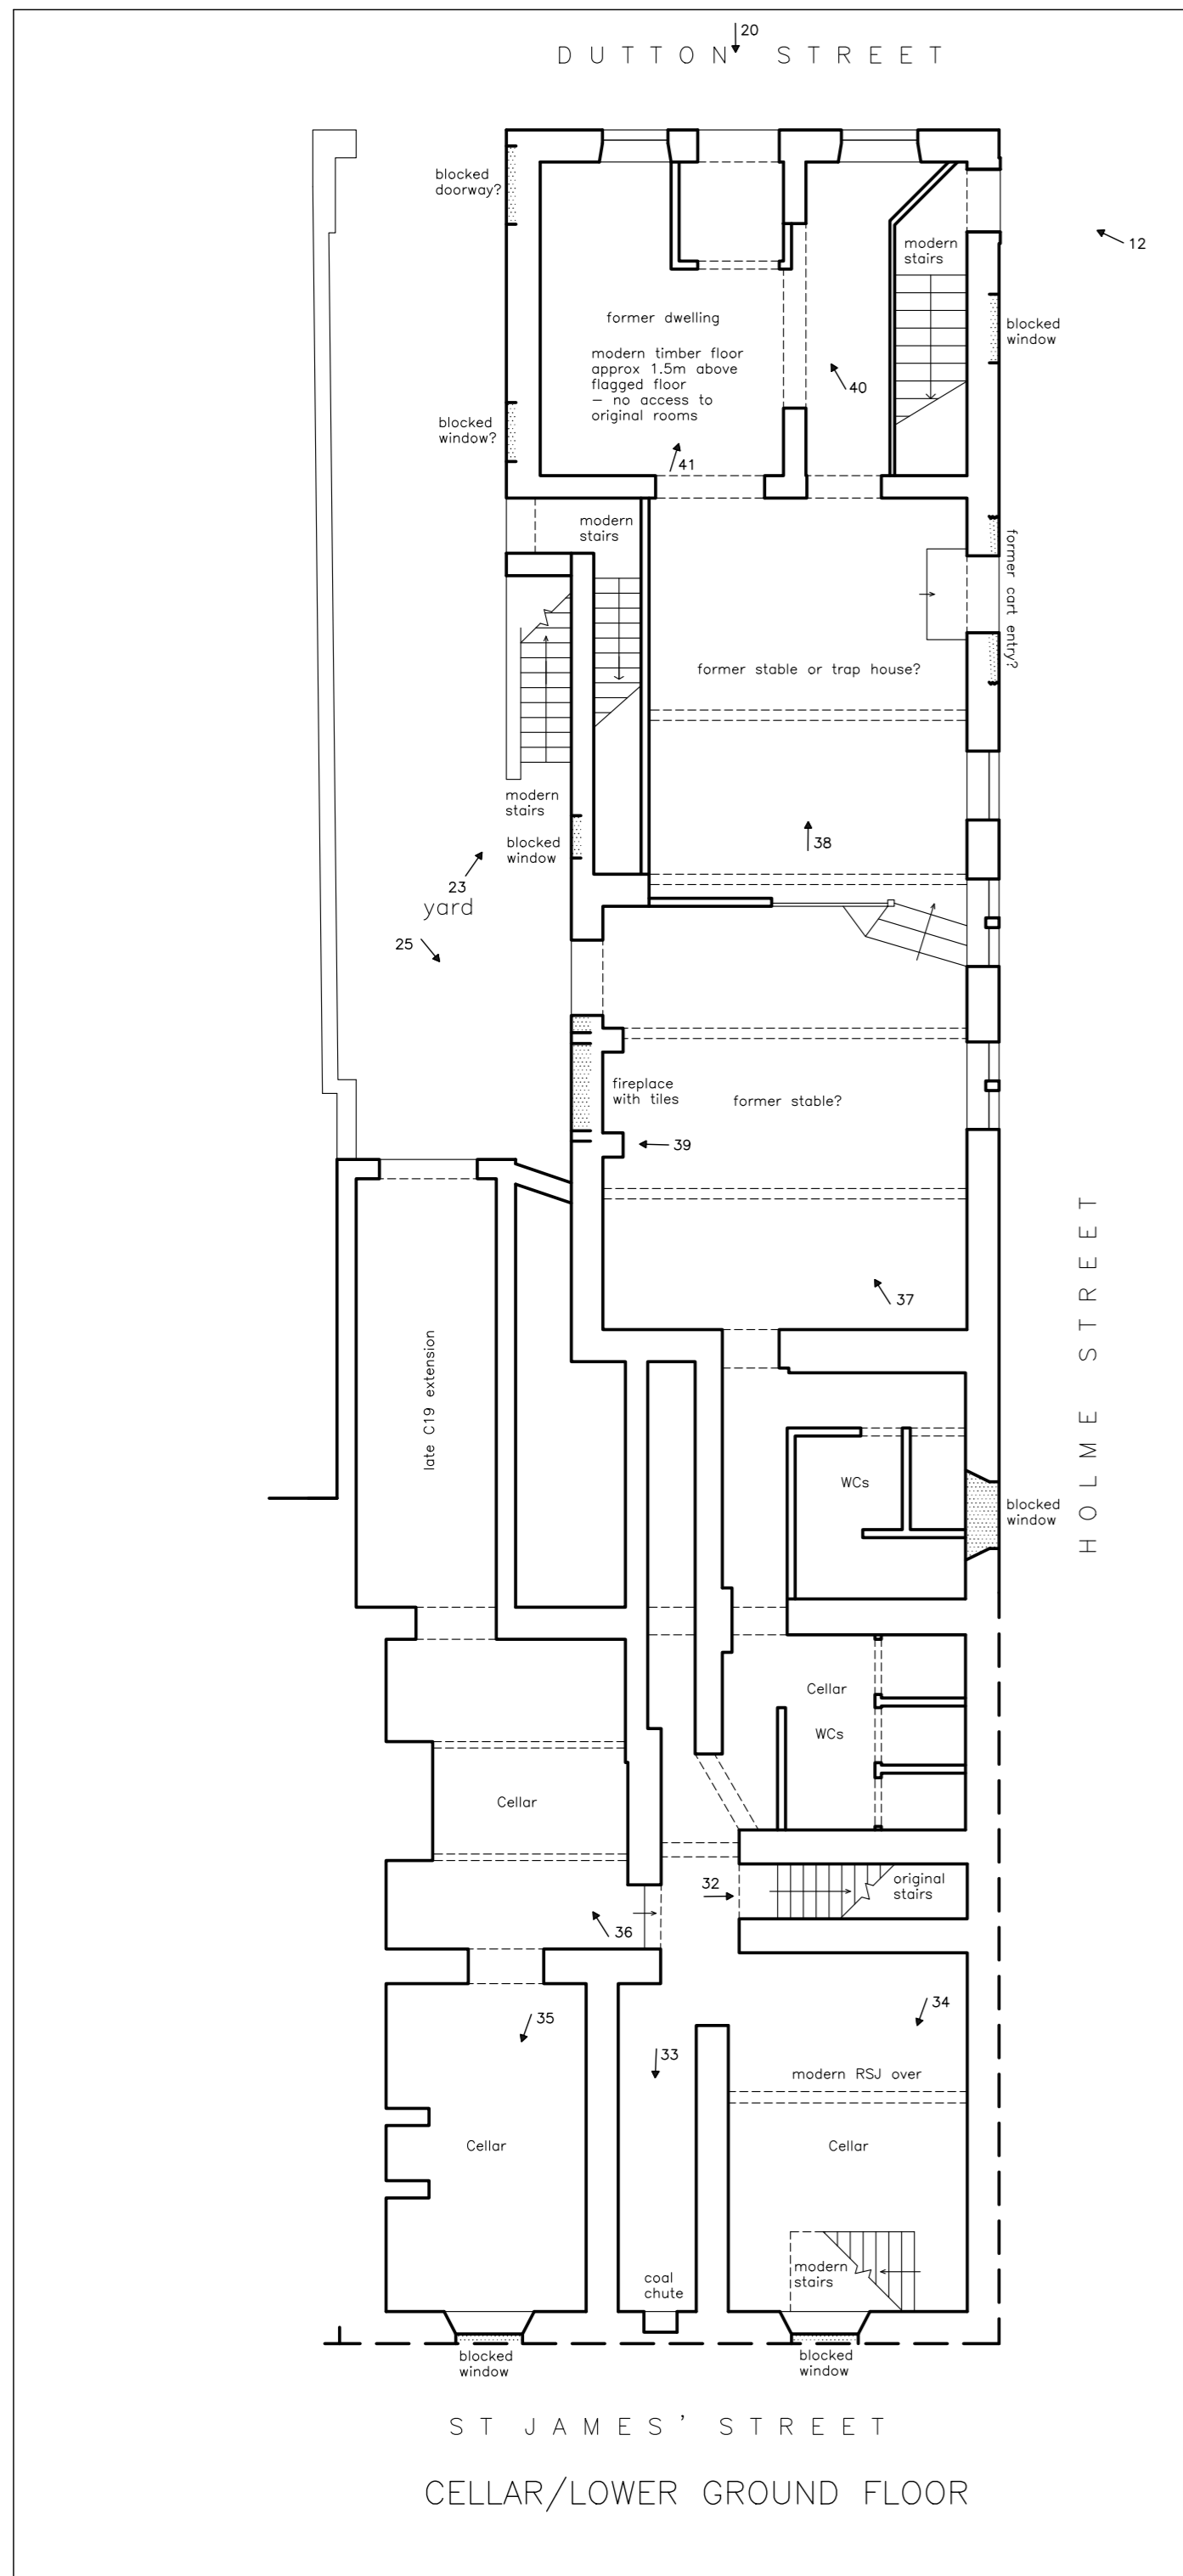 20
DUTTON STREET
blocked
doorway?
12
modern
stairs
former dwelling
blocked
window
modern timber floor
approx 1.5m above
flagged floor
– no access to
original rooms
40
blocked
window?
41
modern
stairs
former cart entry?
former stable or trap house?
modern
stairs
blocked
window
38
23
yard
25
fireplace
with tiles
former stable?
39
HOLME STREET
37
late C19 extension
WCs
blocked
window
Cellar
WCs
Cellar
original
stairs
32
36
34
35
33
modern RSJ over
Cellar
Cellar
modern
stairs
coal
chute
blocked
window
blocked
window
ST JAMES' STREET
CELLAR/LOWER GROUND FLOOR